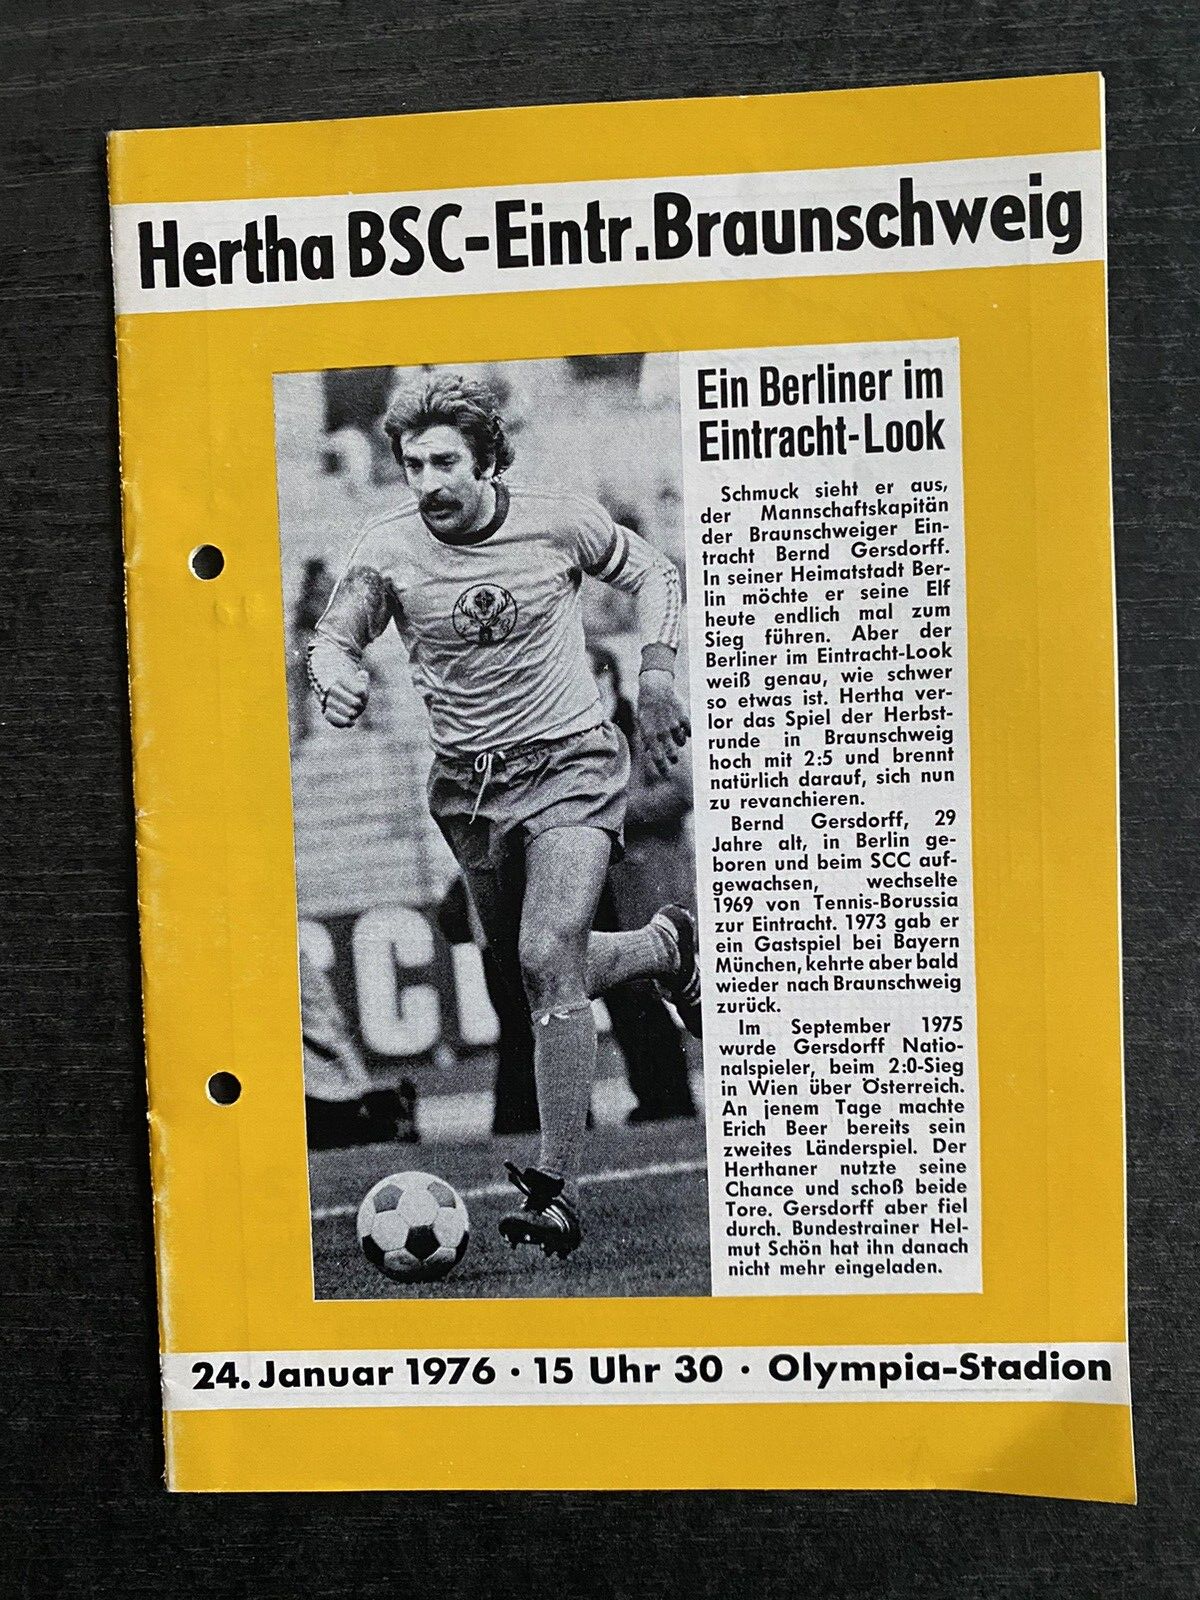 Hertha BSC-Eintr. Braunschweig
Ein Berliner im
Eintracht-Look
Schmuck sieht er aus,
der Mannschaftskapitän
der Braunschweiger Ein-
tracht Bernd Gersdorff.
In seiner Heimatstadt Ber-
lin möchte er seine Elf
heute endlich mal zum
Sieg führen. Aber der
Berliner im Eintracht-Look
weiß genau, wie schwer
so etwas ist. Hertha ver-
lor das Spiel der Herbst-
runde in Braunschweig
hoch mit 2:5 und brennt
natürlich darauf, sich nun
zu revanchieren.
Bernd Gersdorff, 29
Jahre alt, in Berlin ge-
boren und beim SCC auf-
gewachsen, wechselte
1969 von Tennis-Borussia
zur Eintracht. 1973 gab er
ein Gastspiel bei Bayern
München, kehrte aber bald
wieder nach Braunschweig
zurück.
Im September 1975
wurde Gersdorff Natio-
nalspieler, beim 2:0-Sieg
in Wien über Österreich.
An jenem Tage machte
Erich Beer bereits sein
zweites Länderspiel. Der
Herthaner nutzte seine
Chance und schoß beide
Tore. Gersdorff aber fiel
durch. Bundestrainer Hel-
mut Schön hat ihn danach
nicht mehr eingeladen.
24. Januar 1976 · 15 Uhr 30 · Olympia-Stadion